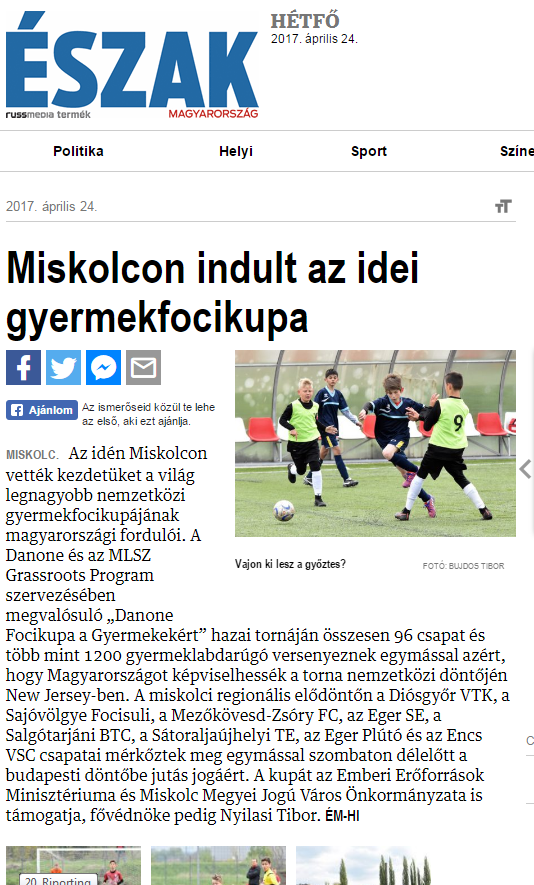 ÉSZAK
russmedia termék
MAGYARORSZÁG
HÉTFŐ
2017. április 24.
Politika
Helyi
Sport
Színe
2017. április 24.
Miskolcon indult az idei
gyermekfocikupa
Ajánlom
Az ismerőseid közül te lehe
az első, aki ezt ajánlja.
9
Vajon ki lesz a győztes?
FOTÓ: BUJDOS TIBOR
MISKOLC. Az idén Miskolcon
vették kezdetüket a világ
legnagyobb nemzetközi
gyermekfocikupájának
magyarországi fordulói. A
Danone és az MLSZ
Grassroots Program
szervezésében
megvalósuló „Danone
Focikupa a Gyermekekért” hazai tornáján összesen 96 csapat és
több mint 1200 gyermeklabdarúgó versenyeznek egymással azért,
hogy Magyarországot képviselhessék a torna nemzetközi döntőjén
New Jersey-ben. A miskolci regionális elődöntőn a Diósgyőr VTK, a
Sajóvölgye Focisuli, a Mezőkövesd-Zsóry FC, az Eger SE, a
Salgótarjáni BTC, a Sátoraljaújhelyi TE, az Eger Plútó és az Encs
VSC csapatai mérkőztek meg egymással szombaton délelőtt a
budapesti döntőbe jutás jogáért. A kupát az Emberi Erőforrások
Minisztériuma és Miskolc Megyei Jogú Város Önkormányzata is
támogatja, fővédnöke pedig Nyilasi Tibor. ÉM-HI